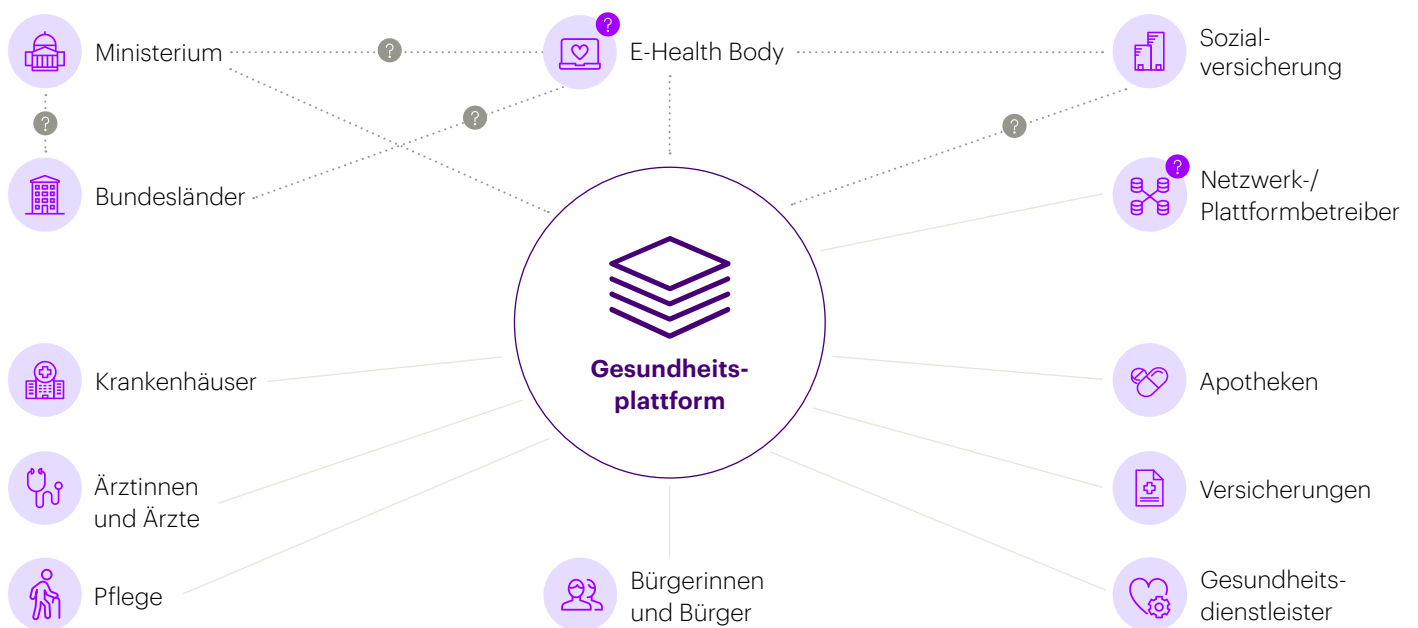 ?
Ministerium
?
E-Health Body
Sozial-
versicherung
?
?
?
Bundesländer
?
Netzwerk-/
Plattformbetreiber
Gesundheits-
plattform
Krankenhäuser
Apotheken
Ärztinnen
und Ärzte
Versicherungen
Pflege
Bürgerinnen
und Bürger
Gesundheits-
dienstleister